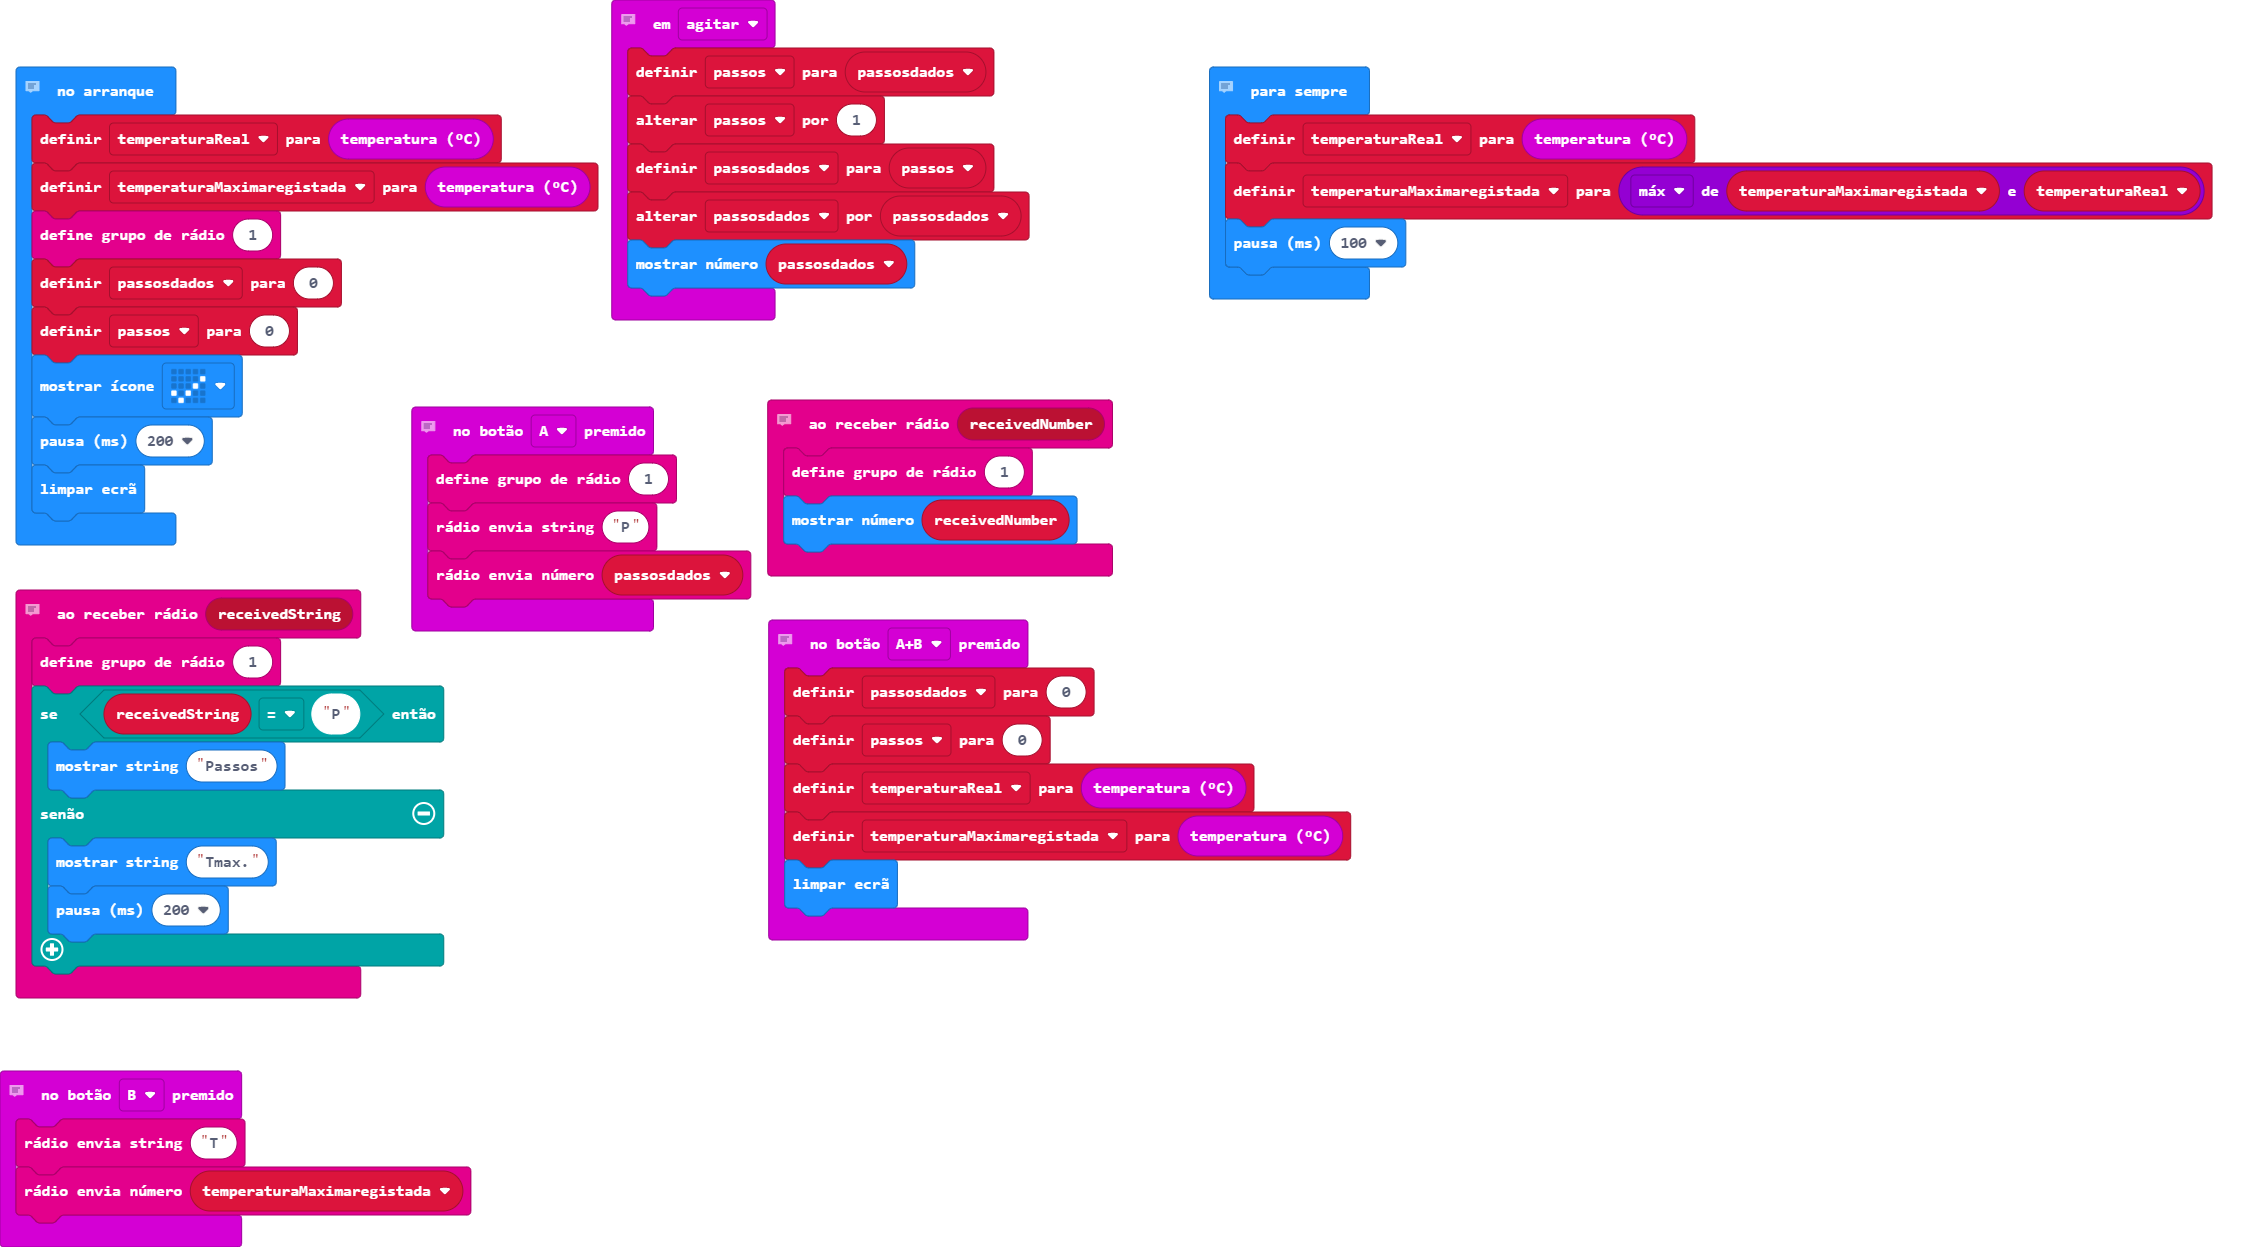 no arranque
definir temperaturaReal para temperatura (ºC)
definir temperaturaMaximaregistada para temperatura (ºC)
define grupo de rádio 1
definir passosdados para 0
definir passos para 0
mostrar ícone
pausa (ms) 200
limpar ecrã
em agitar
definir passos para passosdados
alterar passos por 1
definir passosdados para passos
alterar passosdados por passosdados
mostrar número passosdados
para sempre
definir temperaturaReal para temperatura (ºC)
definir temperaturaMaximaregistada para máx de temperaturaMaximaregistada e temperaturaReal
pausa (ms) 100
no botão A premido
define grupo de rádio 1
rádio envia string "P"
rádio envia número passosdados
ao receber rádio receivedNumber
define grupo de rádio 1
mostrar número receivedNumber
ao receber rádio receivedString
define grupo de rádio 1
se receivedString = "P" então
mostrar string "Passos"
senão
mostrar string "Tmax."
pausa (ms) 200
no botão A+B premido
definir passosdados para 0
definir passos para 0
definir temperaturaReal para temperatura (ºC)
definir temperaturaMaximaregistada para temperatura (ºC)
limpar ecrã
no botão B premido
rádio envia string "T"
rádio envia número temperaturaMaximaregistada